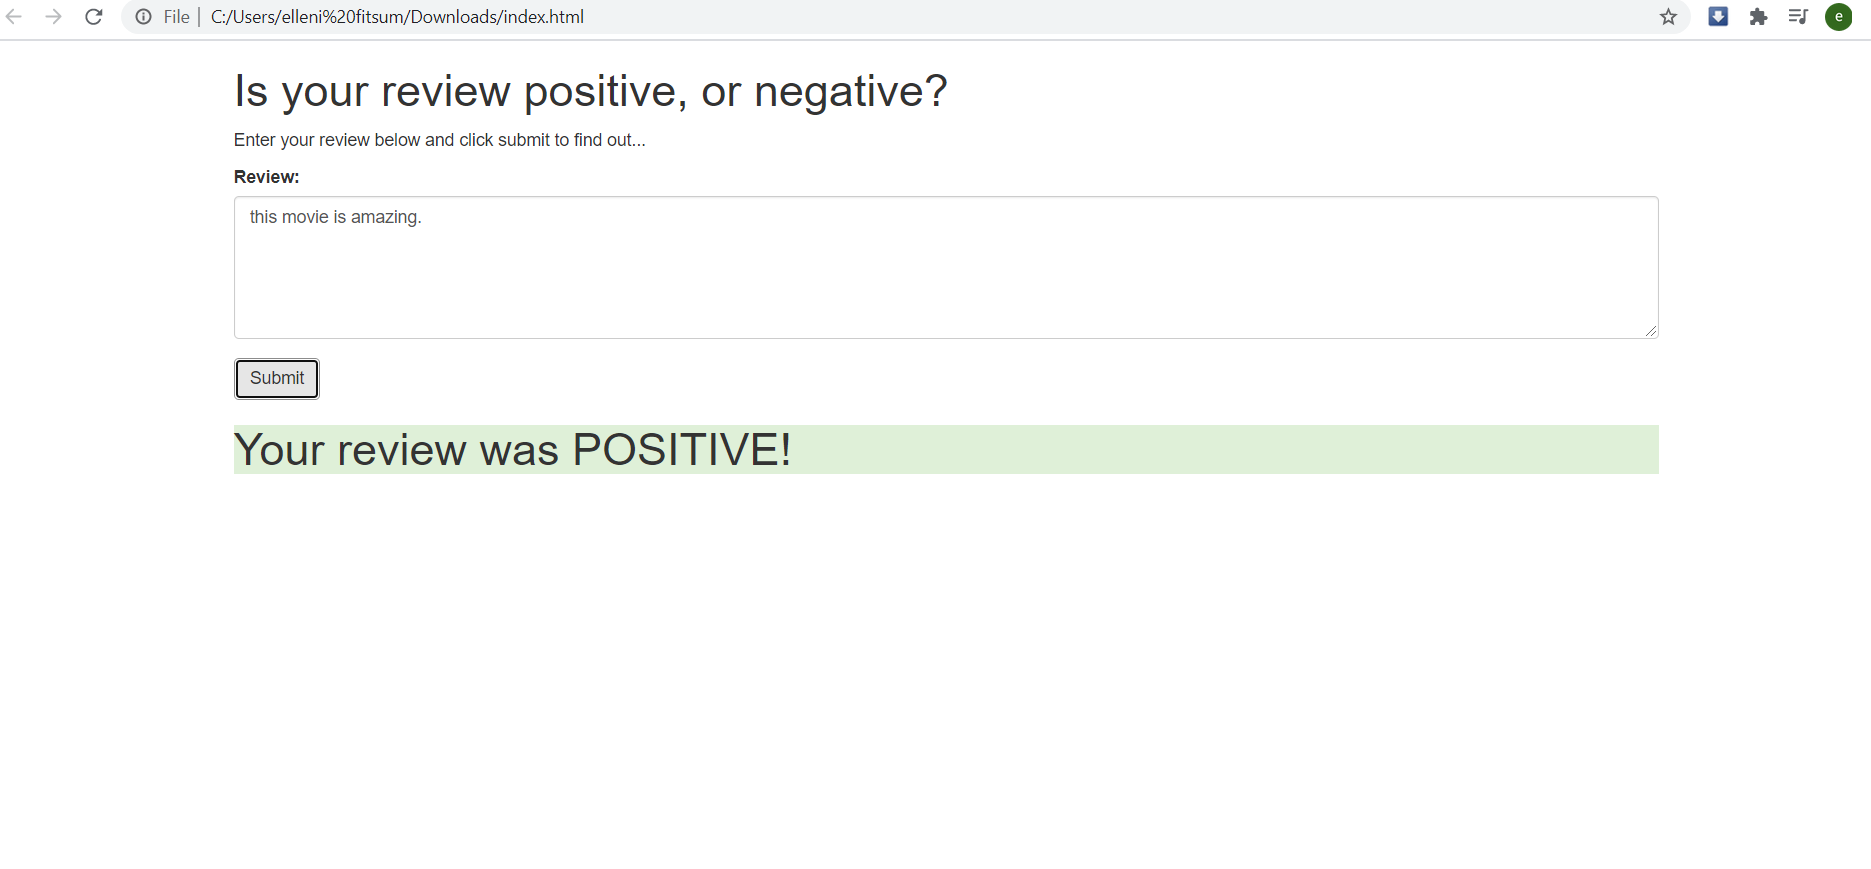 File | C:/Users/elleni%20fitsum/Downloads/index.html
e
Is your review positive, or negative?
Enter your review below and click submit to find out...
Review:
this movie is amazing.
Submit
Your review was POSITIVE!